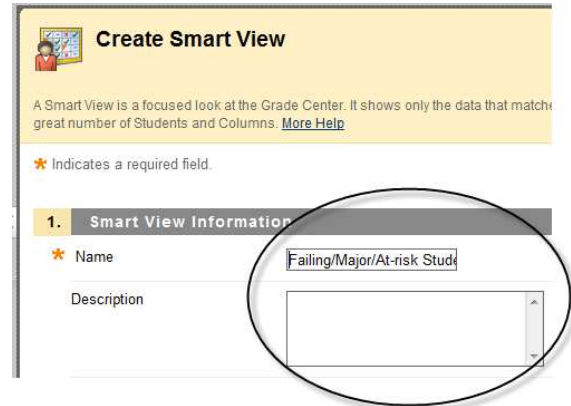 Create Smart View
A Smart View is a focused look at the Grade Center. It shows only the data that matche
great number of Students and Columns. More Help
* Indicates a required field.
1. Smart View Information
* Name
Failing/Major/At-risk Stude
Description